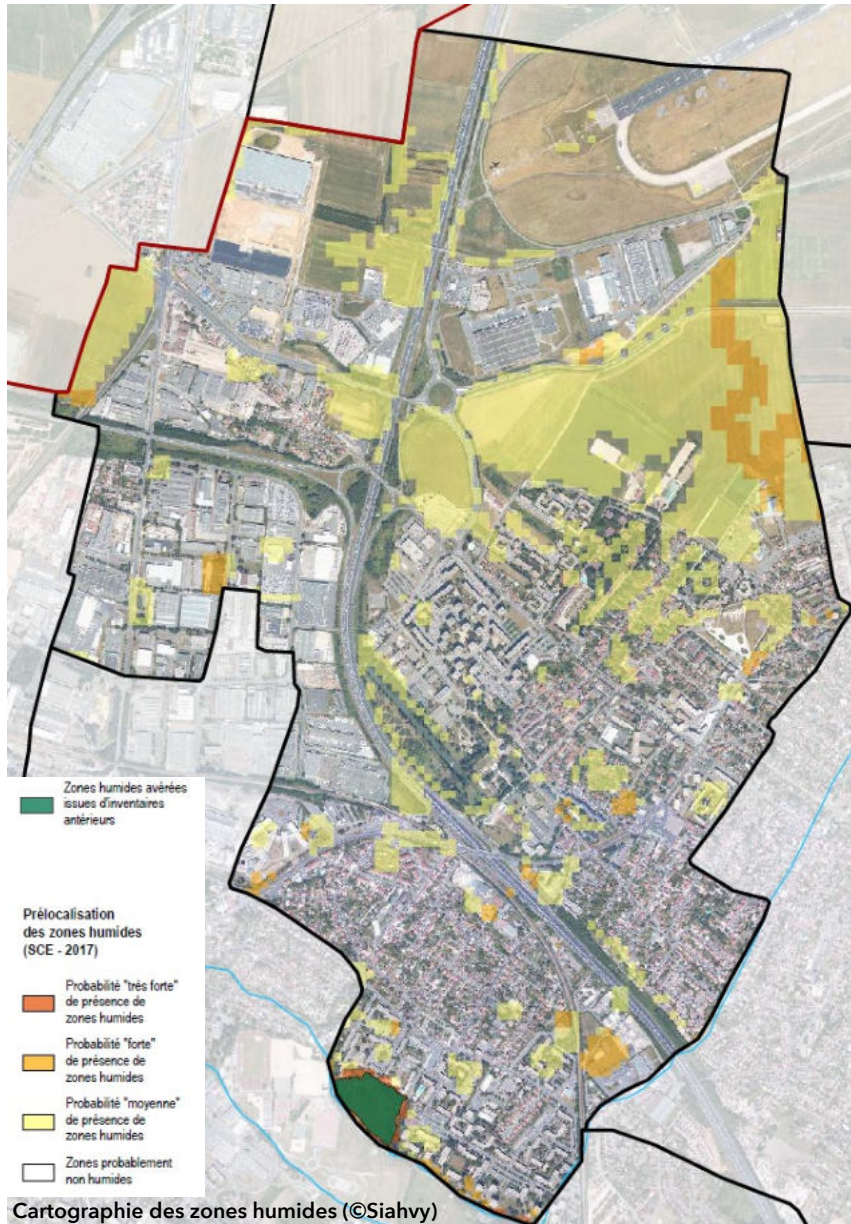 Zones humides avérées
issues d'inventaires
antérieurs
Prélocalisation
des zones humides
(SCE - 2017)
Probabilité "très forte"
de présence de
zones humides
Probabilité "forte"
de présence de
zones humides
Probabilité "moyenne"
de présence de
zones humides
Zones probablement
non humides
Cartographie des zones humides (©Siahvy)